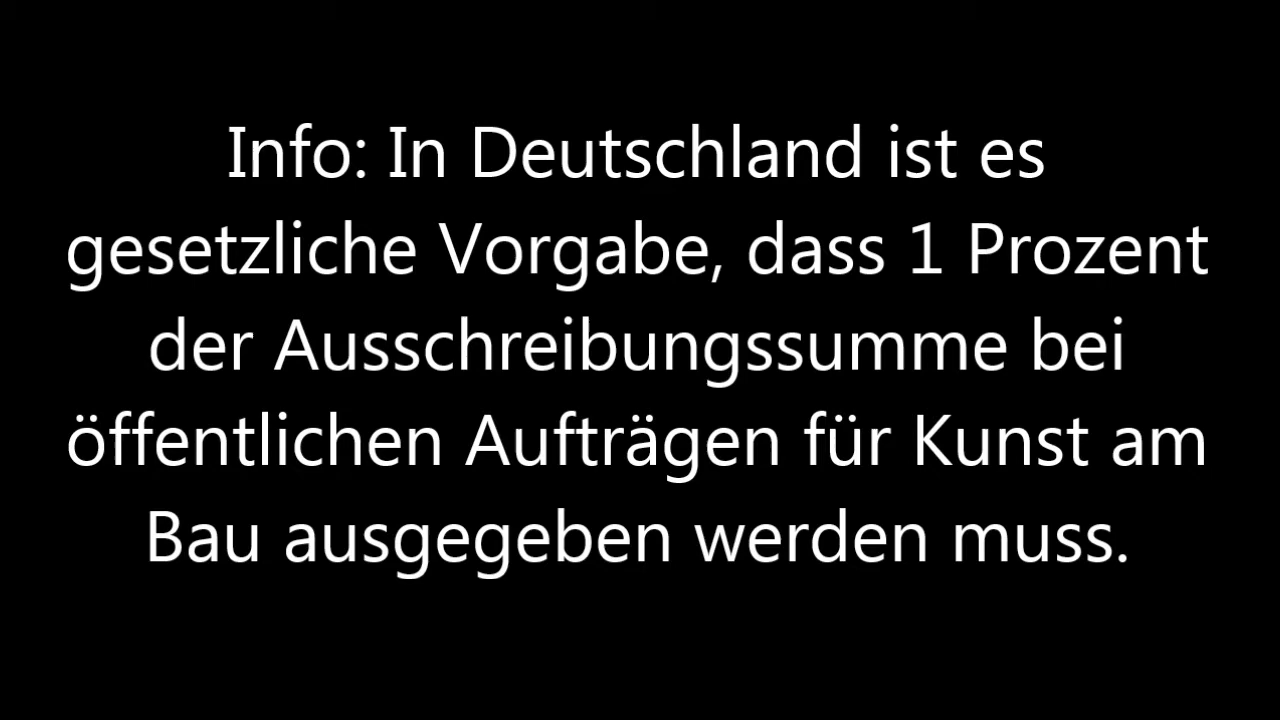 Info: In Deutschland ist es
gesetzliche Vorgabe, dass 1 Prozent
der Ausschreibungssumme bei
öffentlichen Aufträgen für Kunst am
Bau ausgegeben werden muss.